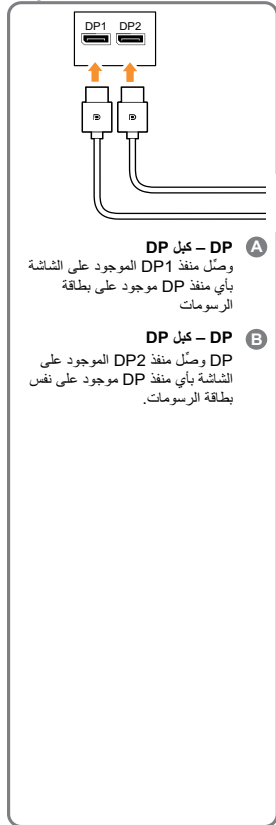 DP1 DP2
A DP – كبل DP
وصِّل منفذ DP1 الموجود على الشاشة
بأي منفذ DP موجود على بطاقة
الرسومات
B DP – كبل DP
DP وصِّل منفذ DP2 الموجود على
الشاشة بأي منفذ DP موجود على نفس
بطاقة الرسومات.